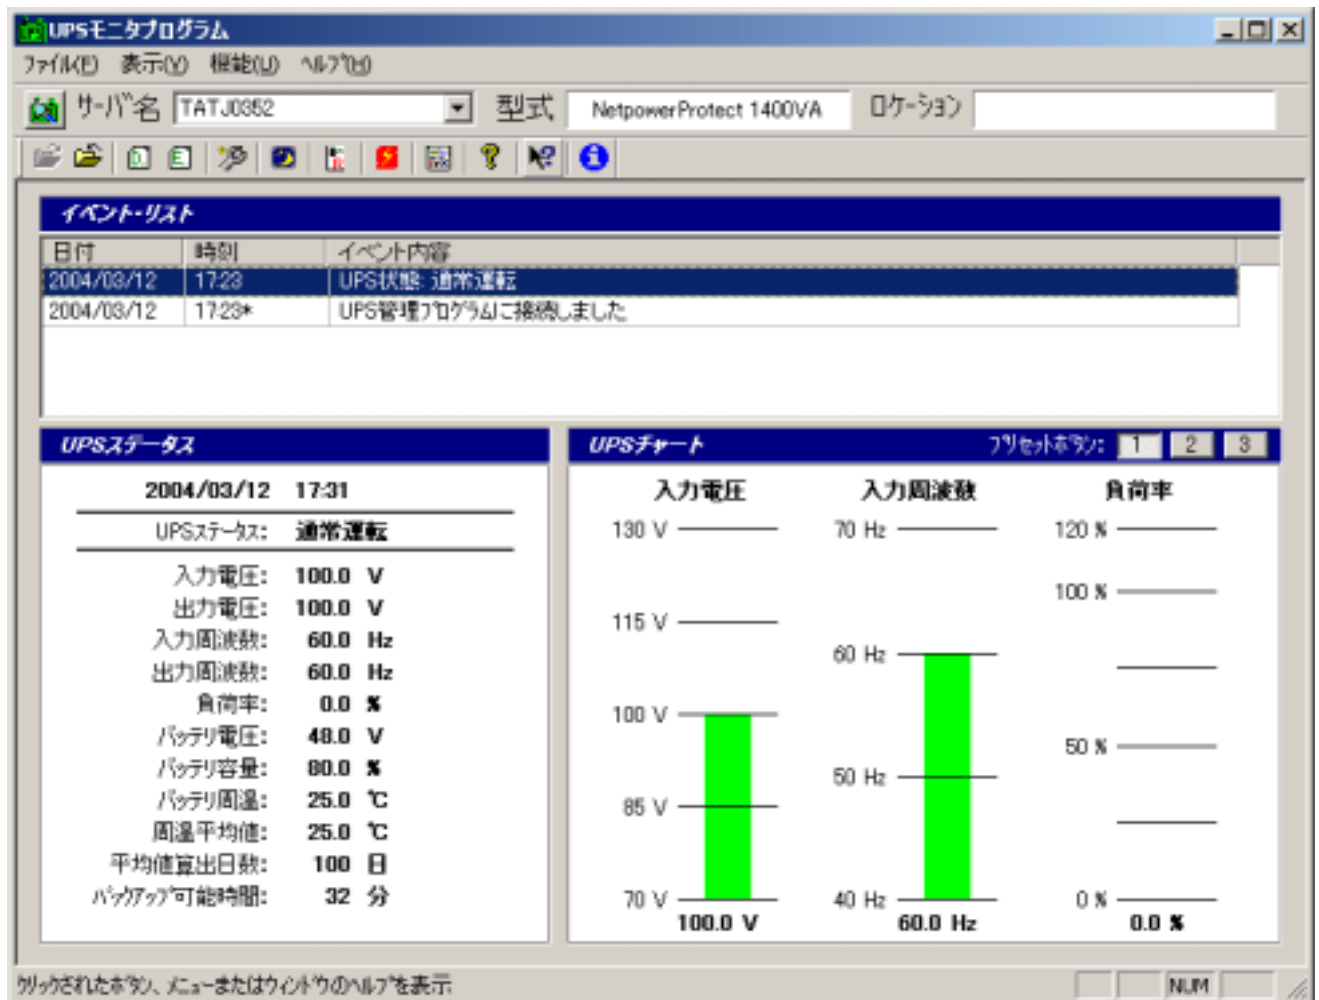 UPSモニタプログラム
ファイル(F) 表示(V) 機能(U) ヘルプ(H)
サーバ名 TATJ0352 型式 NetpowerProtect 1400VA ロケーション
イベント・リスト
日付 時刻 イベント内容
2004/03/12 17:23 UPS状態: 通常運転
2004/03/12 17:23* UPS管理プログラムに接続しました
UPSステータス
2004/03/12 17:31
UPSステータス: 通常運転
入力電圧: 100.0 V
出力電圧: 100.0 V
入力周波数: 60.0 Hz
出力周波数: 60.0 Hz
負荷率: 0.0 %
バッテリ電圧: 48.0 V
バッテリ容量: 80.0 %
バッテリ周温: 25.0 ℃
周温平均値: 25.0 ℃
平均値算出日数: 100 日
バックアップ可能時間: 32 分
UPSチャート プリセットボタン: 1 2 3
入力電圧 入力周波数 負荷率
130 V 70 Hz 120 %
100 %
115 V
60 Hz
100 V
50 %
50 Hz
85 V
70 V 40 Hz 0 %
100.0 V 60.0 Hz 0.0 %
クリックされたボタン、メニューまたはウィンドウのヘルプを表示 NUM